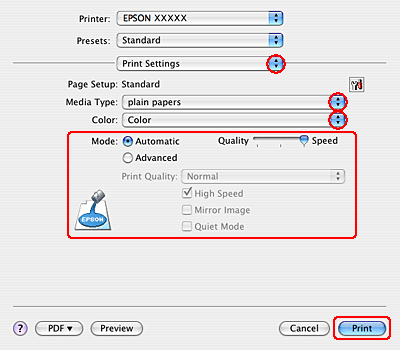 Printer: EPSON XXXXX
Presets: Standard
Print Settings
Page Setup: Standard
Media Type: plain papers
Color: Color
Mode: Automatic Quality Speed
Advanced
Print Quality: Normal
High Speed
EPSON Mirror Image
Quiet Mode
? PDF ▼ Preview Cancel Print